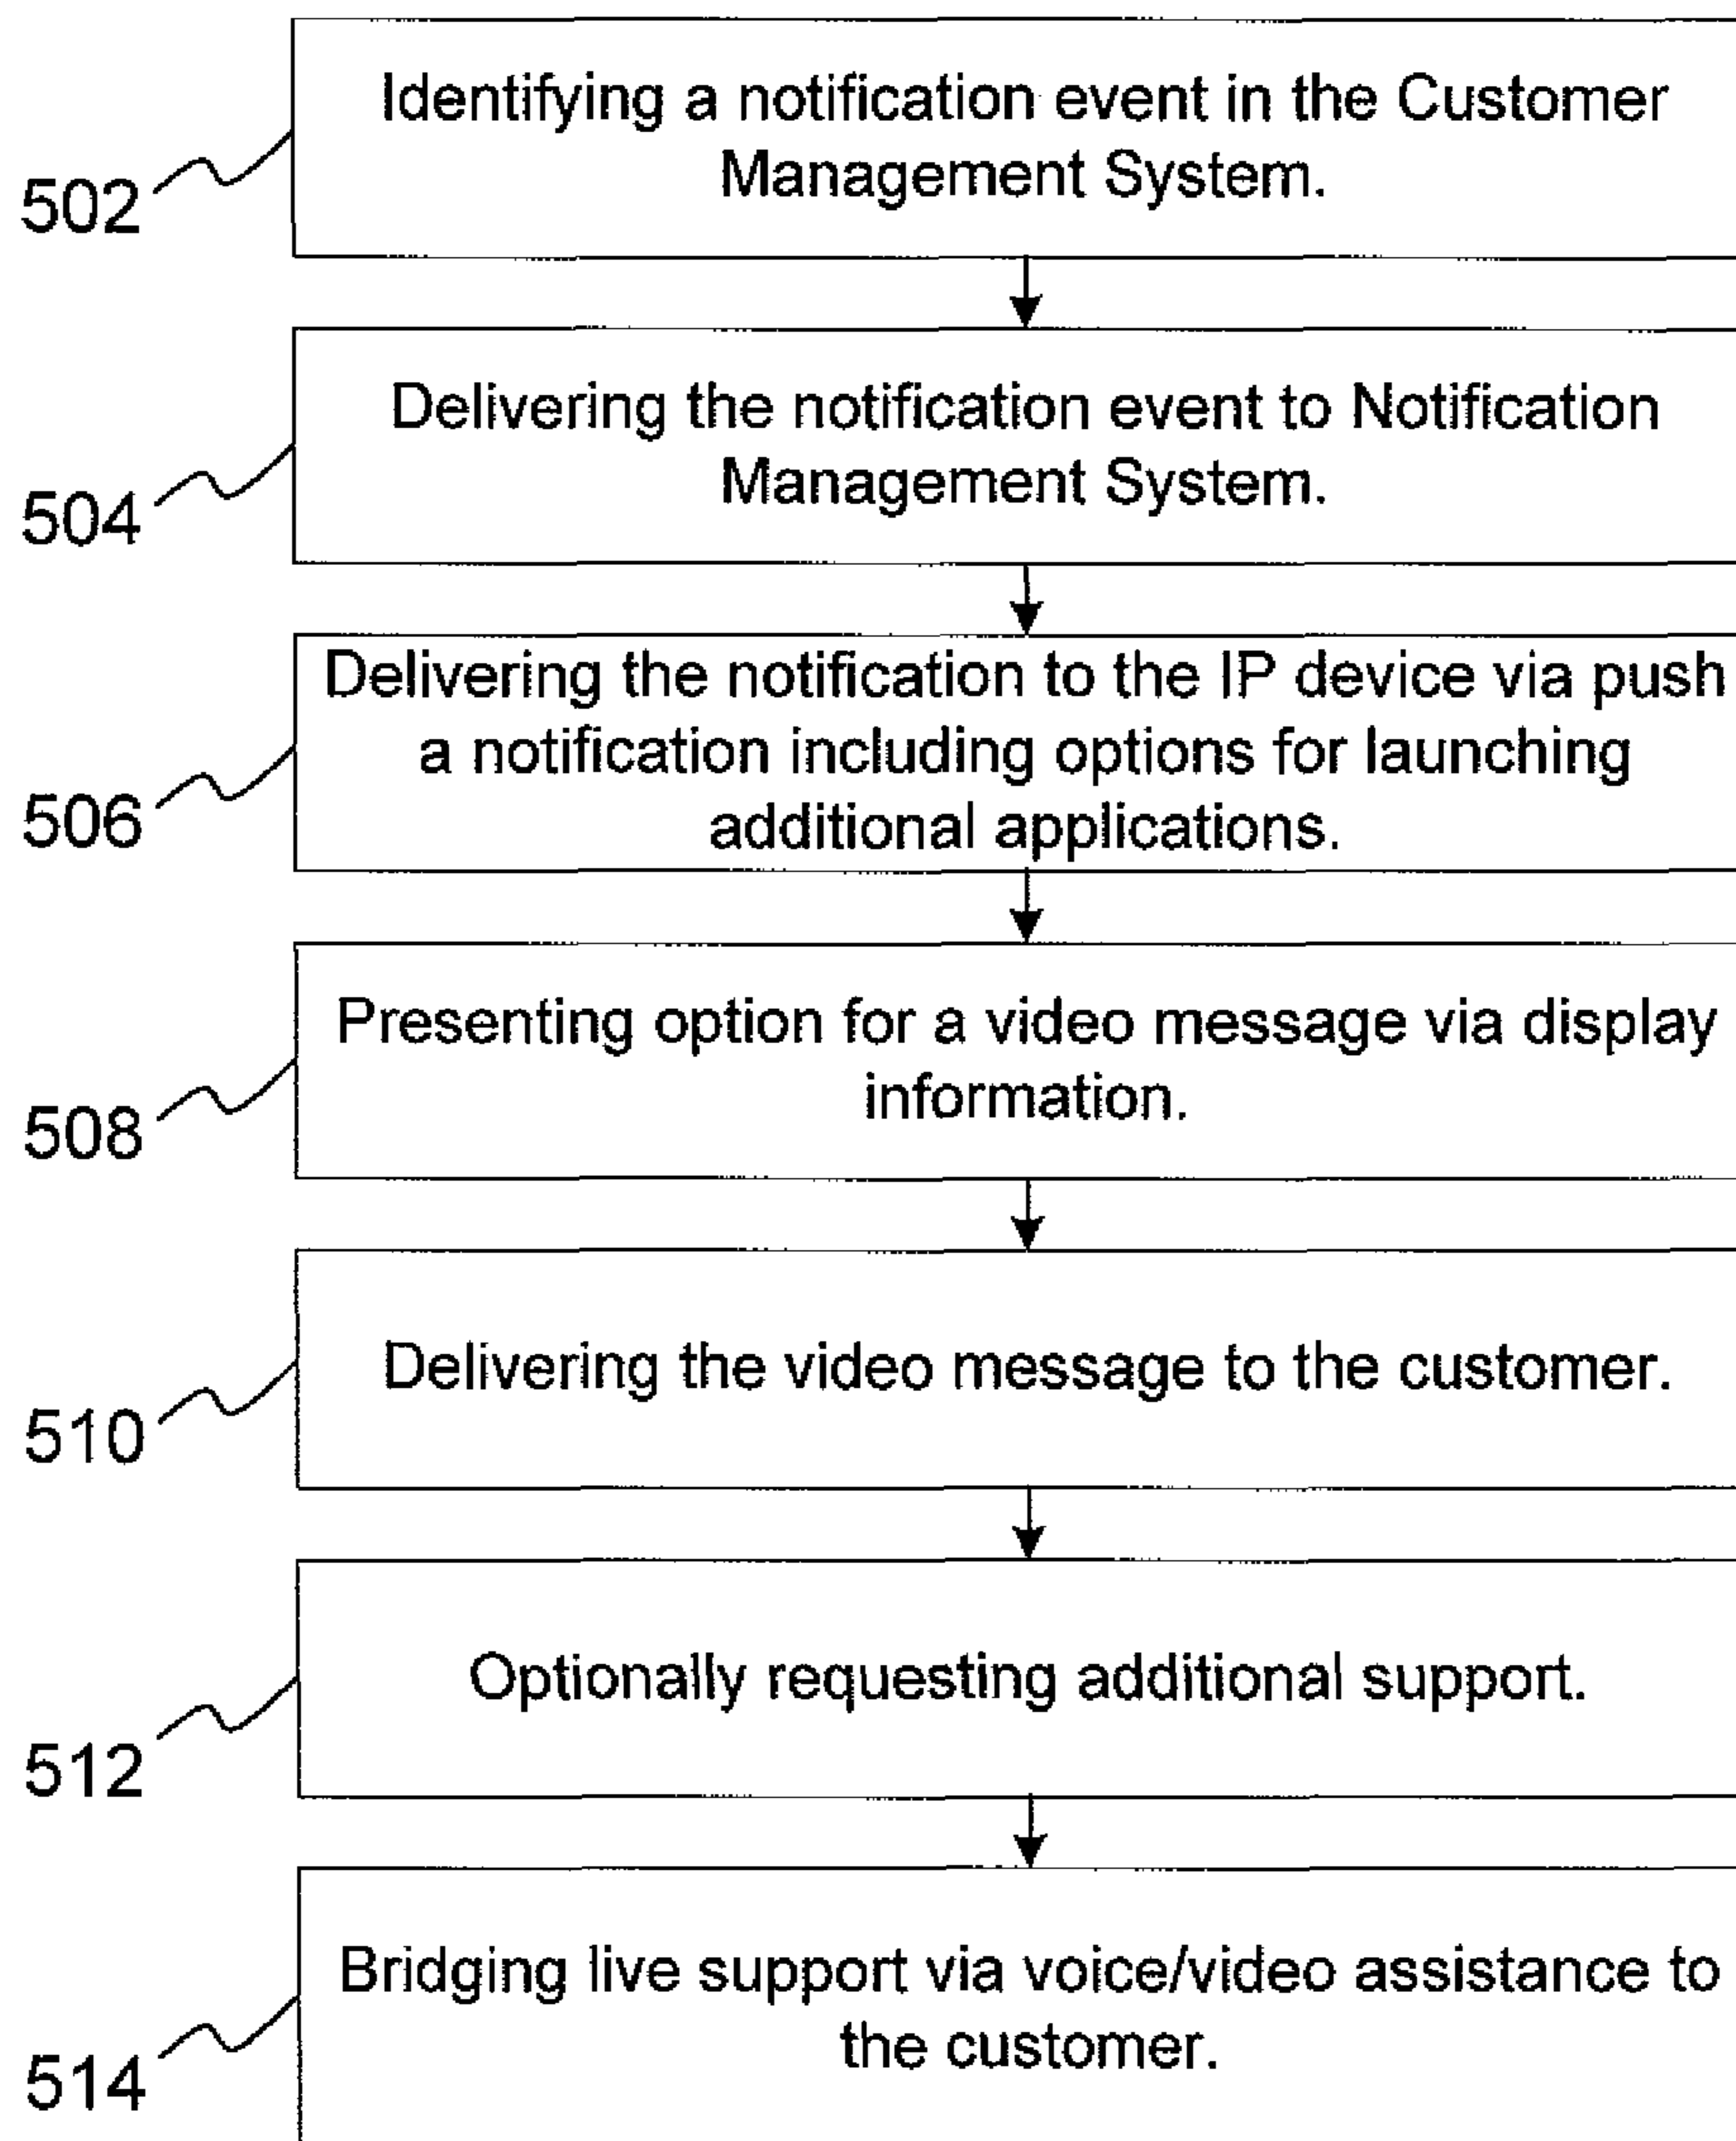 Identifying a notification event in the Customer
Management System.
502
Delivering the notification event to Notification
Management System.
504
Delivering the notification to the IP device via push
a notification including options for launching
additional applications.
506
Presenting option for a video message via display
information.
508
Delivering the video message to the customer.
510
Optionally requesting additional support.
512
Bridging live support via voice/video assistance to
the customer.
514